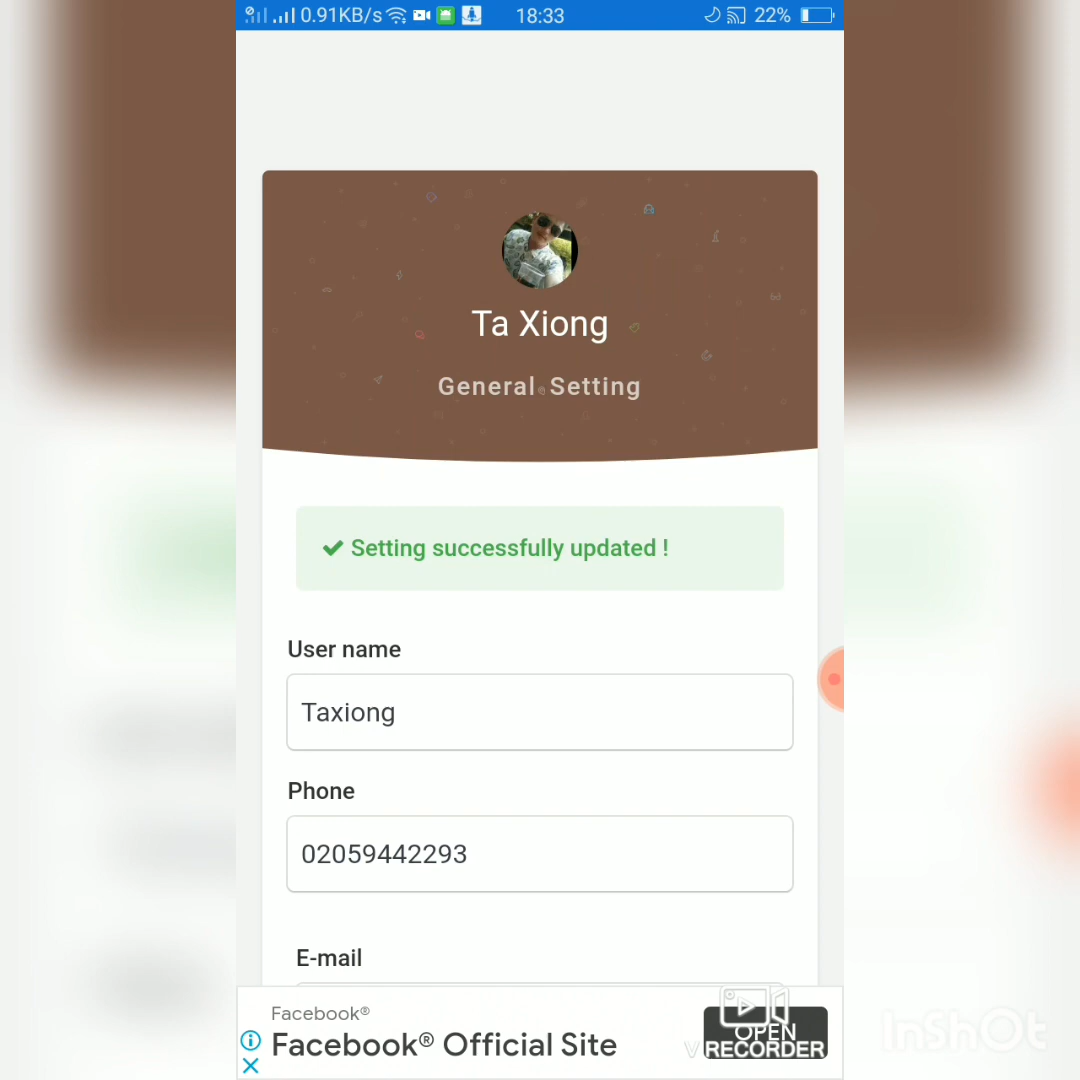 0.91KB/s 18:33 22%
Ta Xiong
General Setting
Setting successfully updated !
User name
Taxiong
Phone
02059442293
E-mail
Facebook®
Facebook® Official Site
OPEN
V RECORDER
InShOt